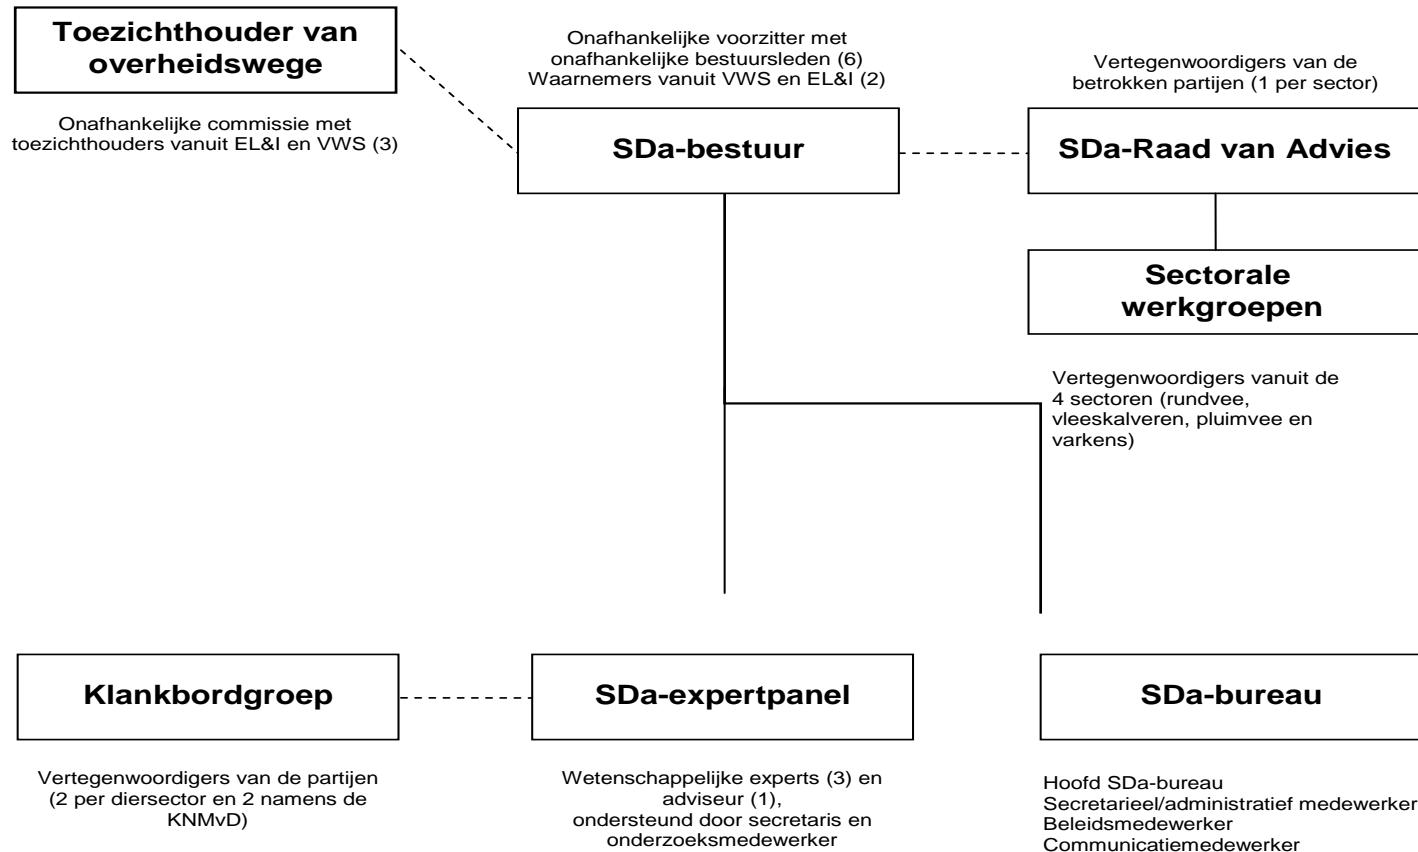 Toezichthouder van
overheidswege
Onafhankelijke commissie met
toezichthouders vanuit EL&I en VWS (3)
Onafhankelijke voorzitter met
onafhankelijke bestuursleden (6)
Waarnemers vanuit VWS en EL&I (2)
SDa-bestuur
Vertegenwoordigers van de
betrokken partijen (1 per sector)
SDa-Raad van Advies
Sectorale
werkgroepen
Vertegenwoordigers vanuit de
4 sectoren (rundvee,
vleeskalveren, pluimvee en
varkens)
Klankbordgroep
Vertegenwoordigers van de partijen
(2 per diersector en 2 namens de
KNMvD)
SDa-expertpanel
Wetenschappelijke experts (3) en
adviseur (1),
ondersteund door secretaris en
onderzoeksmedewerker
SDa-bureau
Hoofd SDa-bureau
Secretarieel/administratief medewerker
Beleidsmedewerker
Communicatiemedewerker